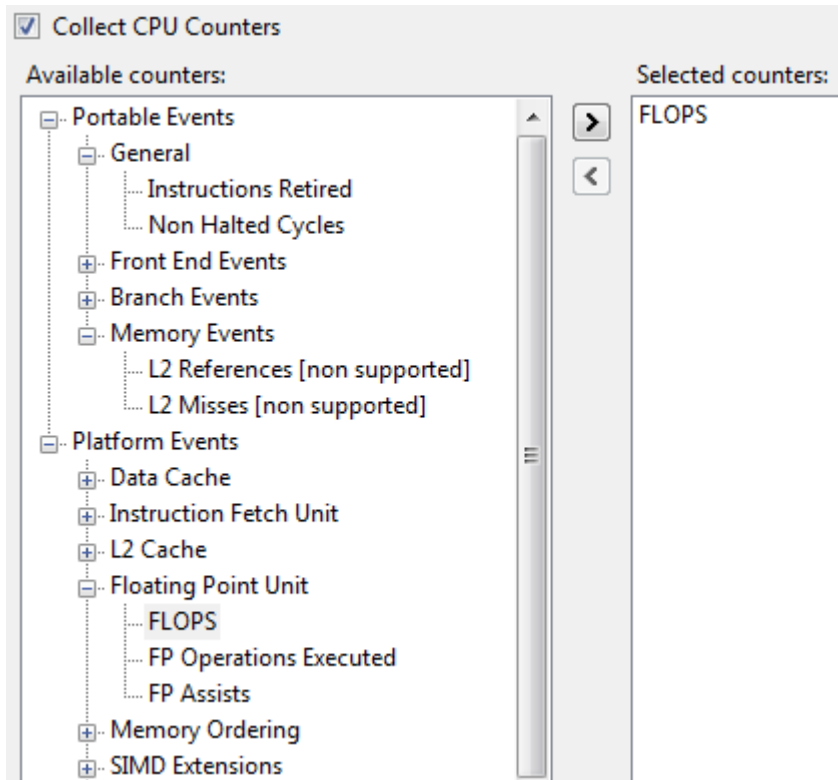 Collect CPU Counters
Available counters:
Selected counters:
Portable Events
General
Instructions Retired
Non Halted Cycles
Front End Events
Branch Events
Memory Events
L2 References [non supported]
L2 Misses [non supported]
Platform Events
Data Cache
Instruction Fetch Unit
L2 Cache
Floating Point Unit
FLOPS
FP Operations Executed
FP Assists
Memory Ordering
SIMD Extensions
FLOPS